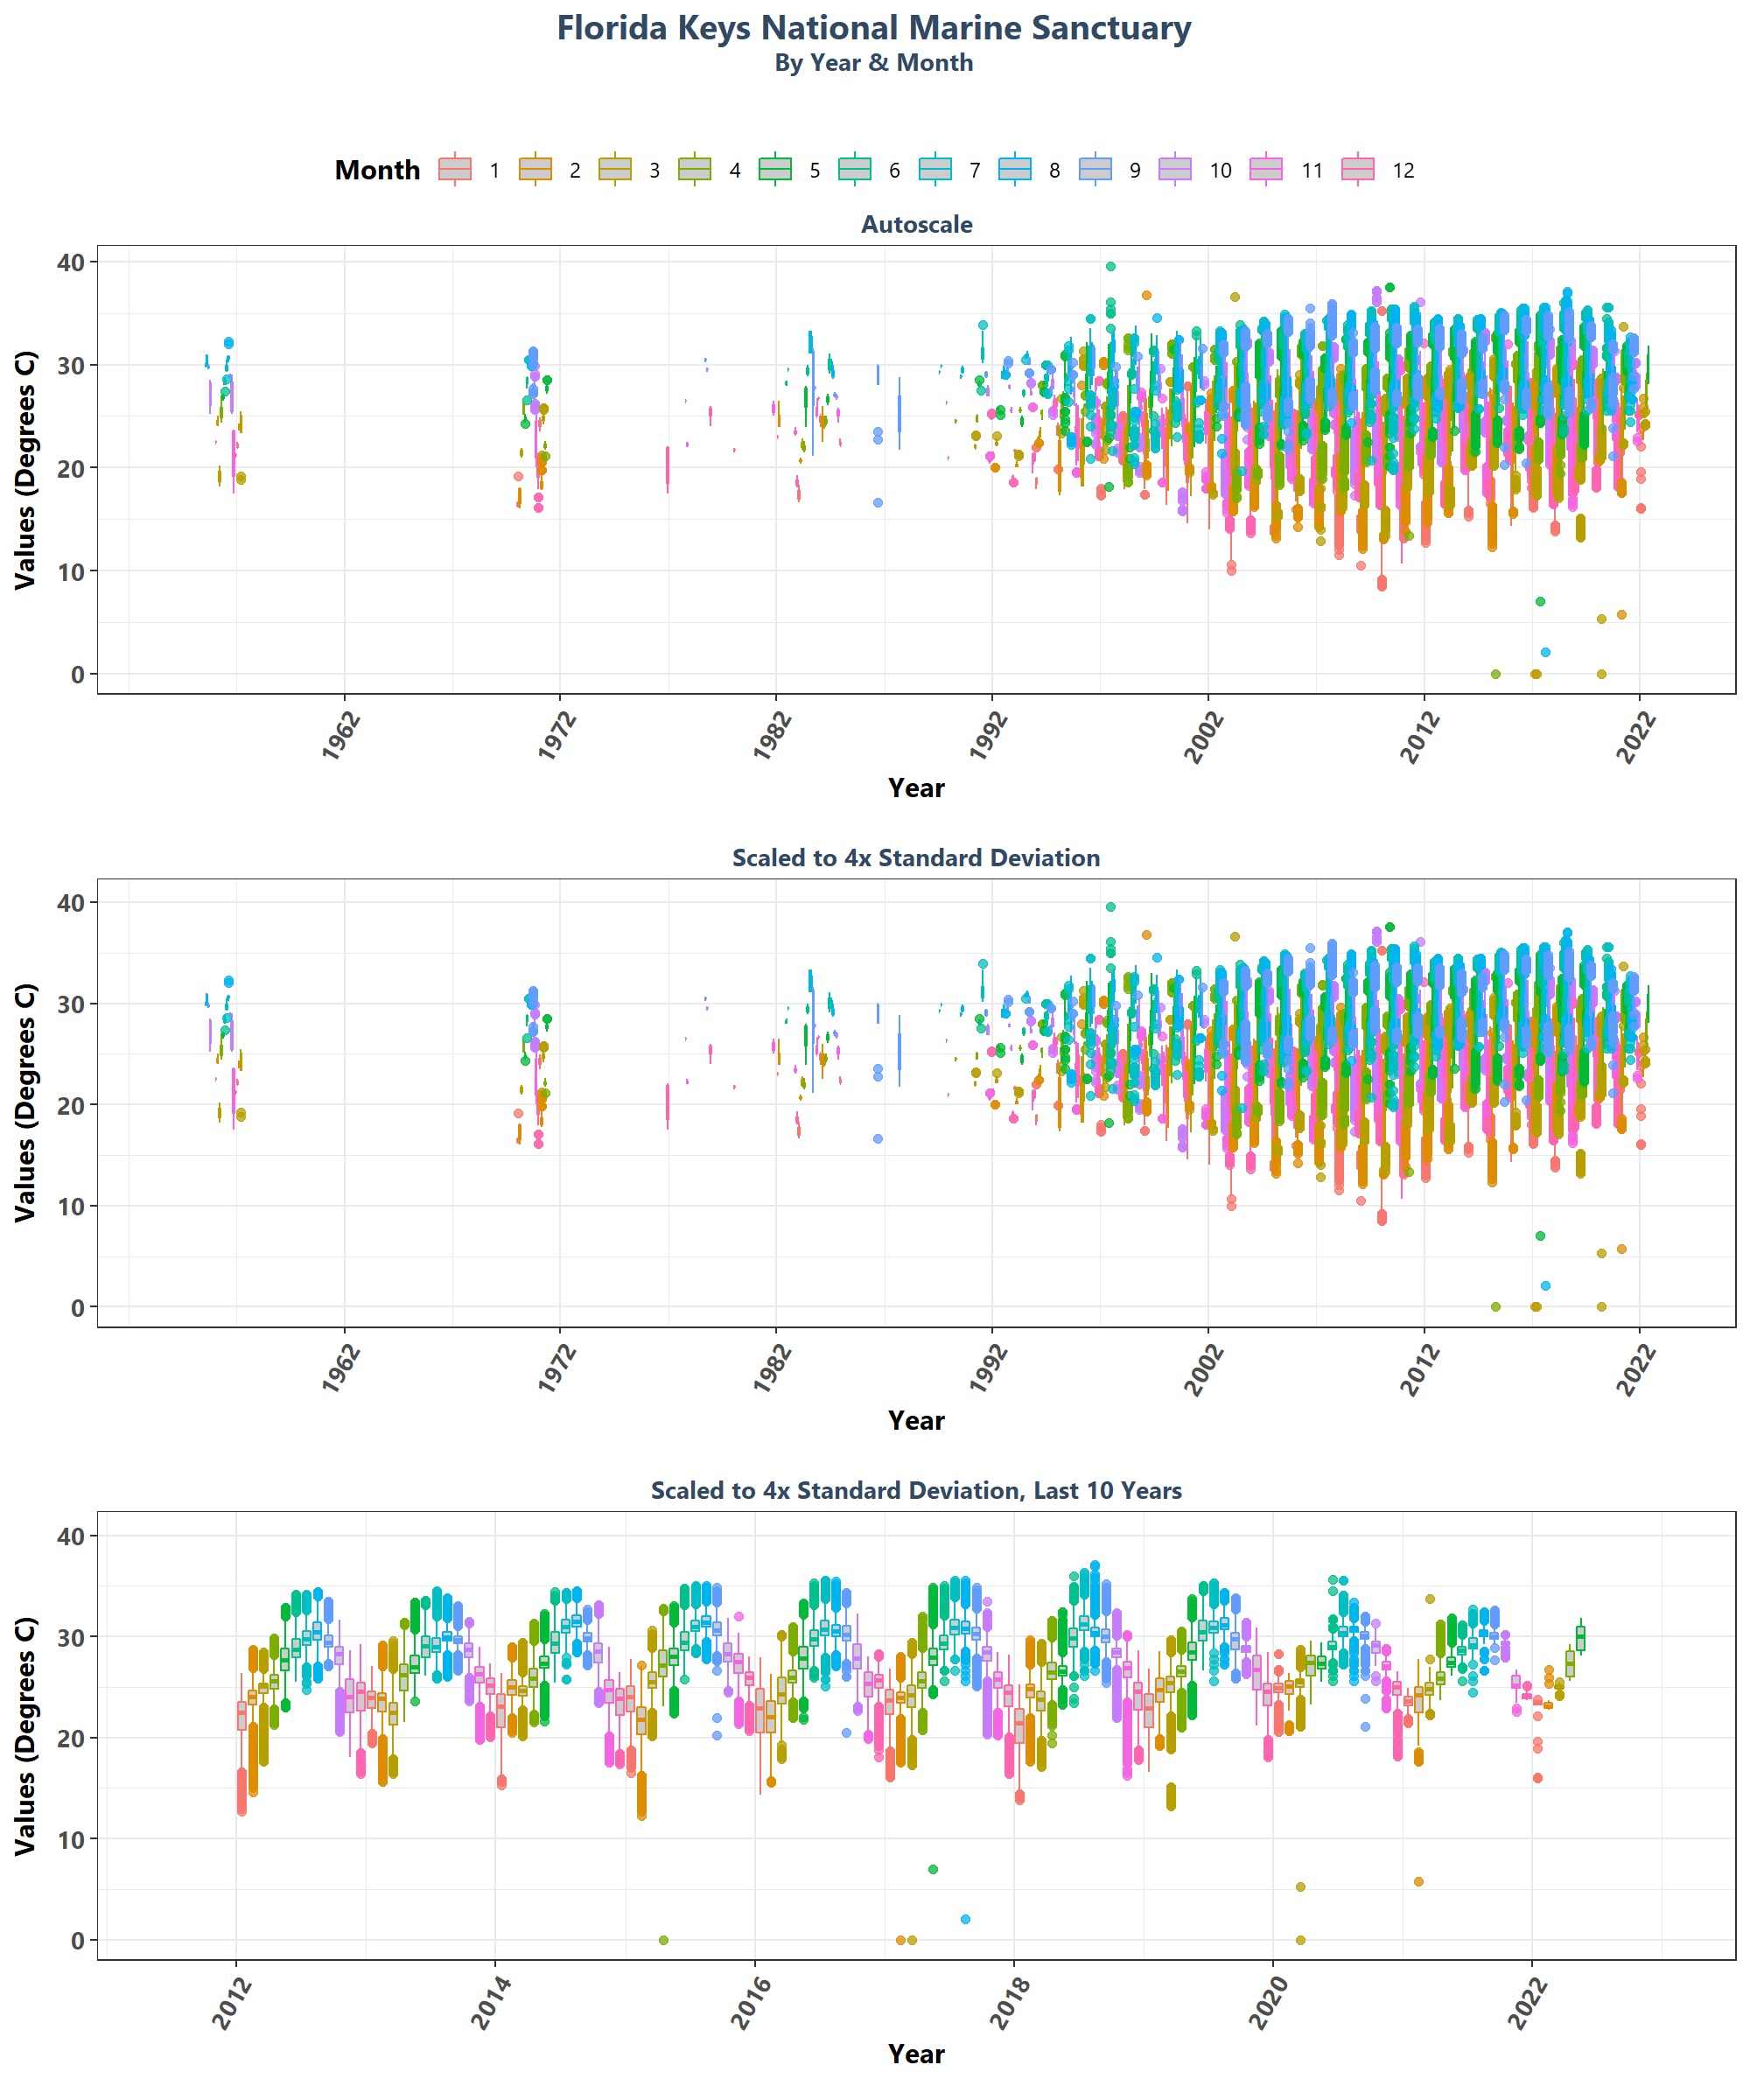 Florida Keys National Marine Sanctuary
By Year & Month
Month 1 2 3 4 5 6 7 8 9 10 11 12
Autoscale
Values (Degrees C)
40
30
20
10
0
1962 1972 1982 1992 2002 2012 2022
Year
Scaled to 4x Standard Deviation
Values (Degrees C)
40
30
20
10
0
1962 1972 1982 1992 2002 2012 2022
Year
Scaled to 4x Standard Deviation, Last 10 Years
Values (Degrees C)
40
30
20
10
0
2012 2014 2016 2018 2020 2022
Year